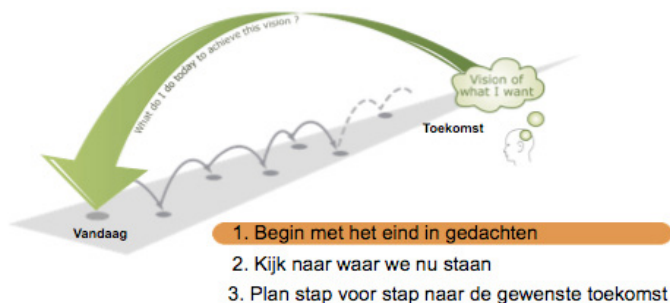 What do I do today to achieve this vision ?
Vision of
what I want
Toekomst
Vandaag
1. Begin met het eind in gedachten
2. Kijk naar waar we nu staan
3. Plan stap voor stap naar de gewenste toekomst